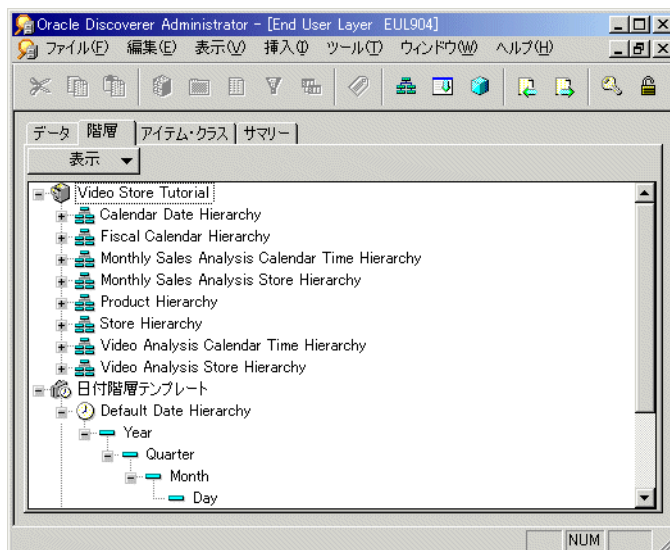 Oracle Discoverer Administrator - [End User Layer EUL904]
ファイル(F) 編集(E) 表示(V) 挿入(I) ツール(T) ウィンドウ(W) ヘルプ(H)
データ 階層 アイテム・クラス サマリー
表示
Video Store Tutorial
Calendar Date Hierarchy
Fiscal Calendar Hierarchy
Monthly Sales Analysis Calendar Time Hierarchy
Monthly Sales Analysis Store Hierarchy
Product Hierarchy
Store Hierarchy
Video Analysis Calendar Time Hierarchy
Video Analysis Store Hierarchy
日付階層テンプレート
Default Date Hierarchy
Year
Quarter
Month
Day
NUM